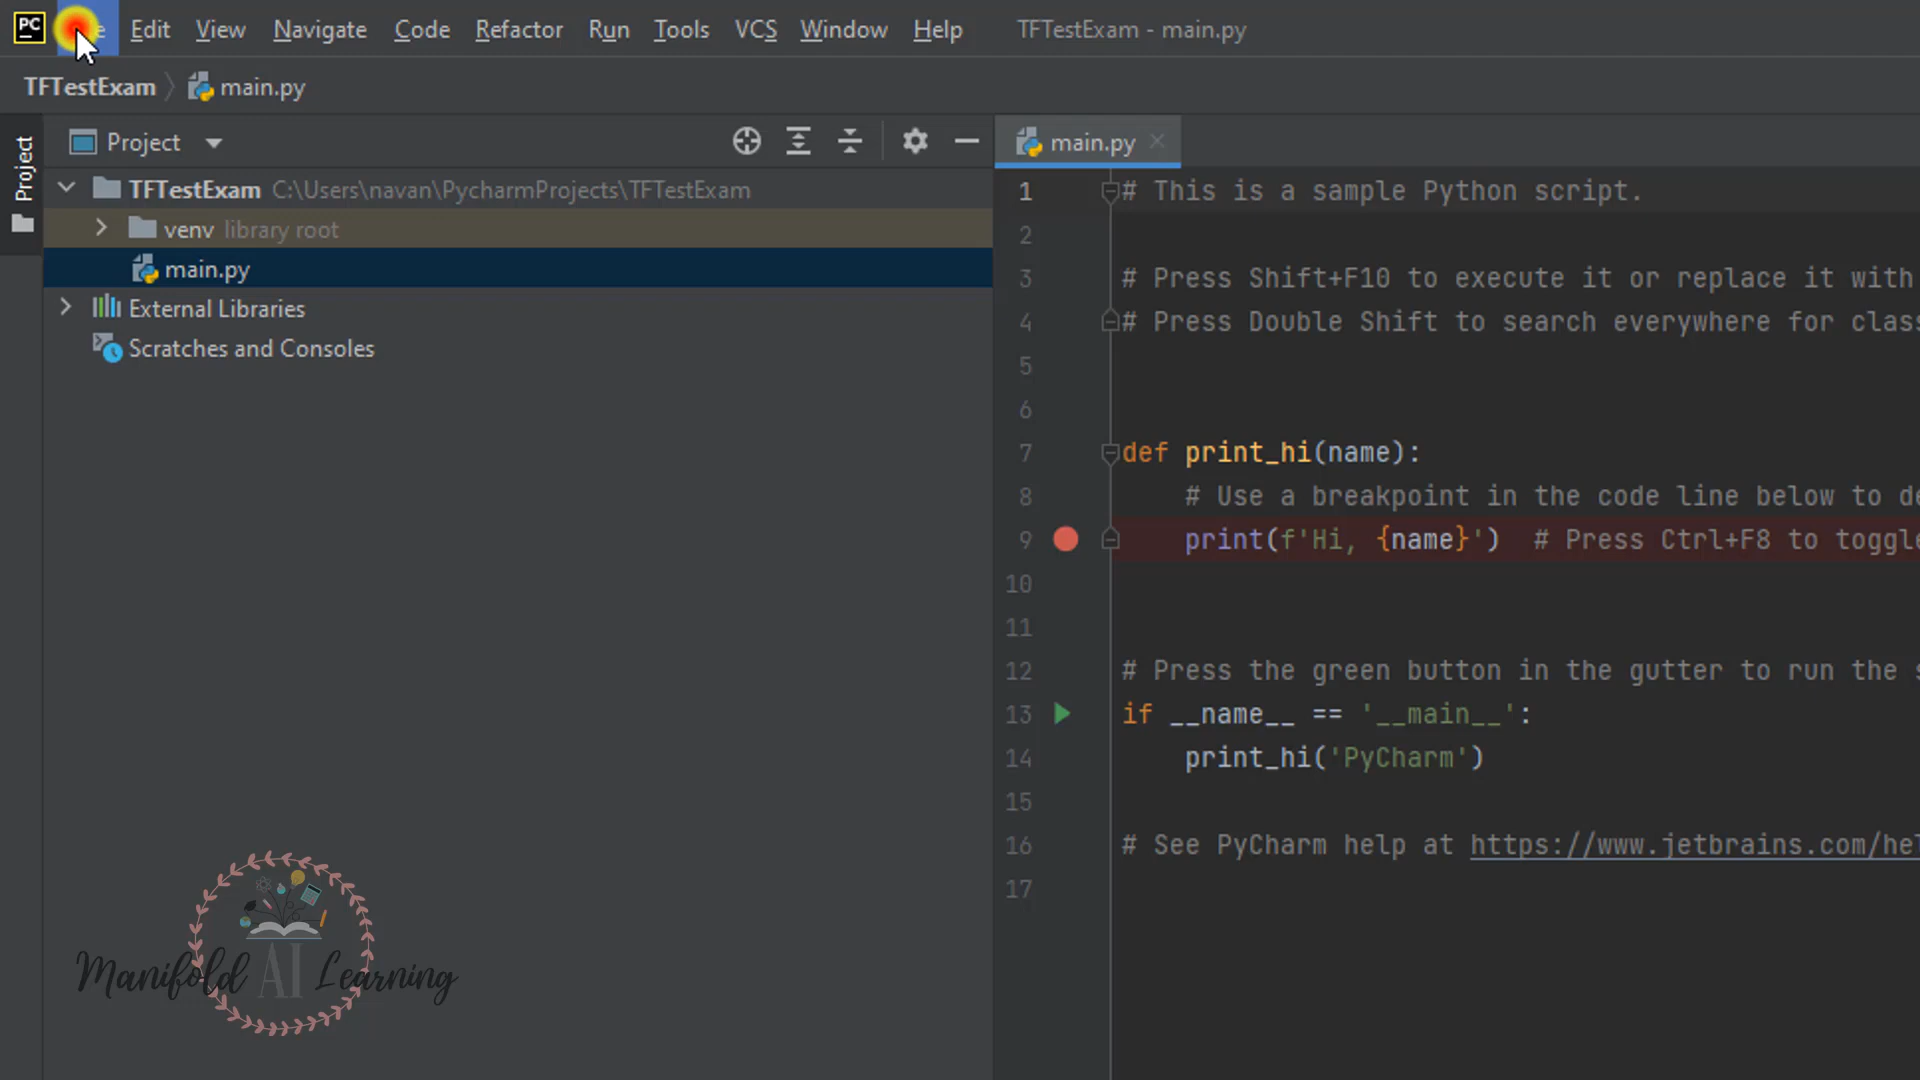 PC Edit View Navigate Code Refactor Run Tools VCS Window Help TFTestExam - main.py
TFTestExam main.py
Project
Project
main.py
TFTestExam C:\Users\navan\PycharmProjects\TFTestExam
venv library root
main.py
External Libraries
Scratches and Consoles
1 # This is a sample Python script.
2
3 # Press Shift+F10 to execute it or replace it with
4 # Press Double Shift to search everywhere for class
5
6
7 def print_hi(name):
8 # Use a breakpoint in the code line below to de
9 print(f'Hi, {name}') # Press Ctrl+F8 to toggle
10
11
12 # Press the green button in the gutter to run the s
13 if __name__ == '__main__':
14 print_hi('PyCharm')
15
16 # See PyCharm help at https://www.jetbrains.com/hel
17
Manifold AI Learning